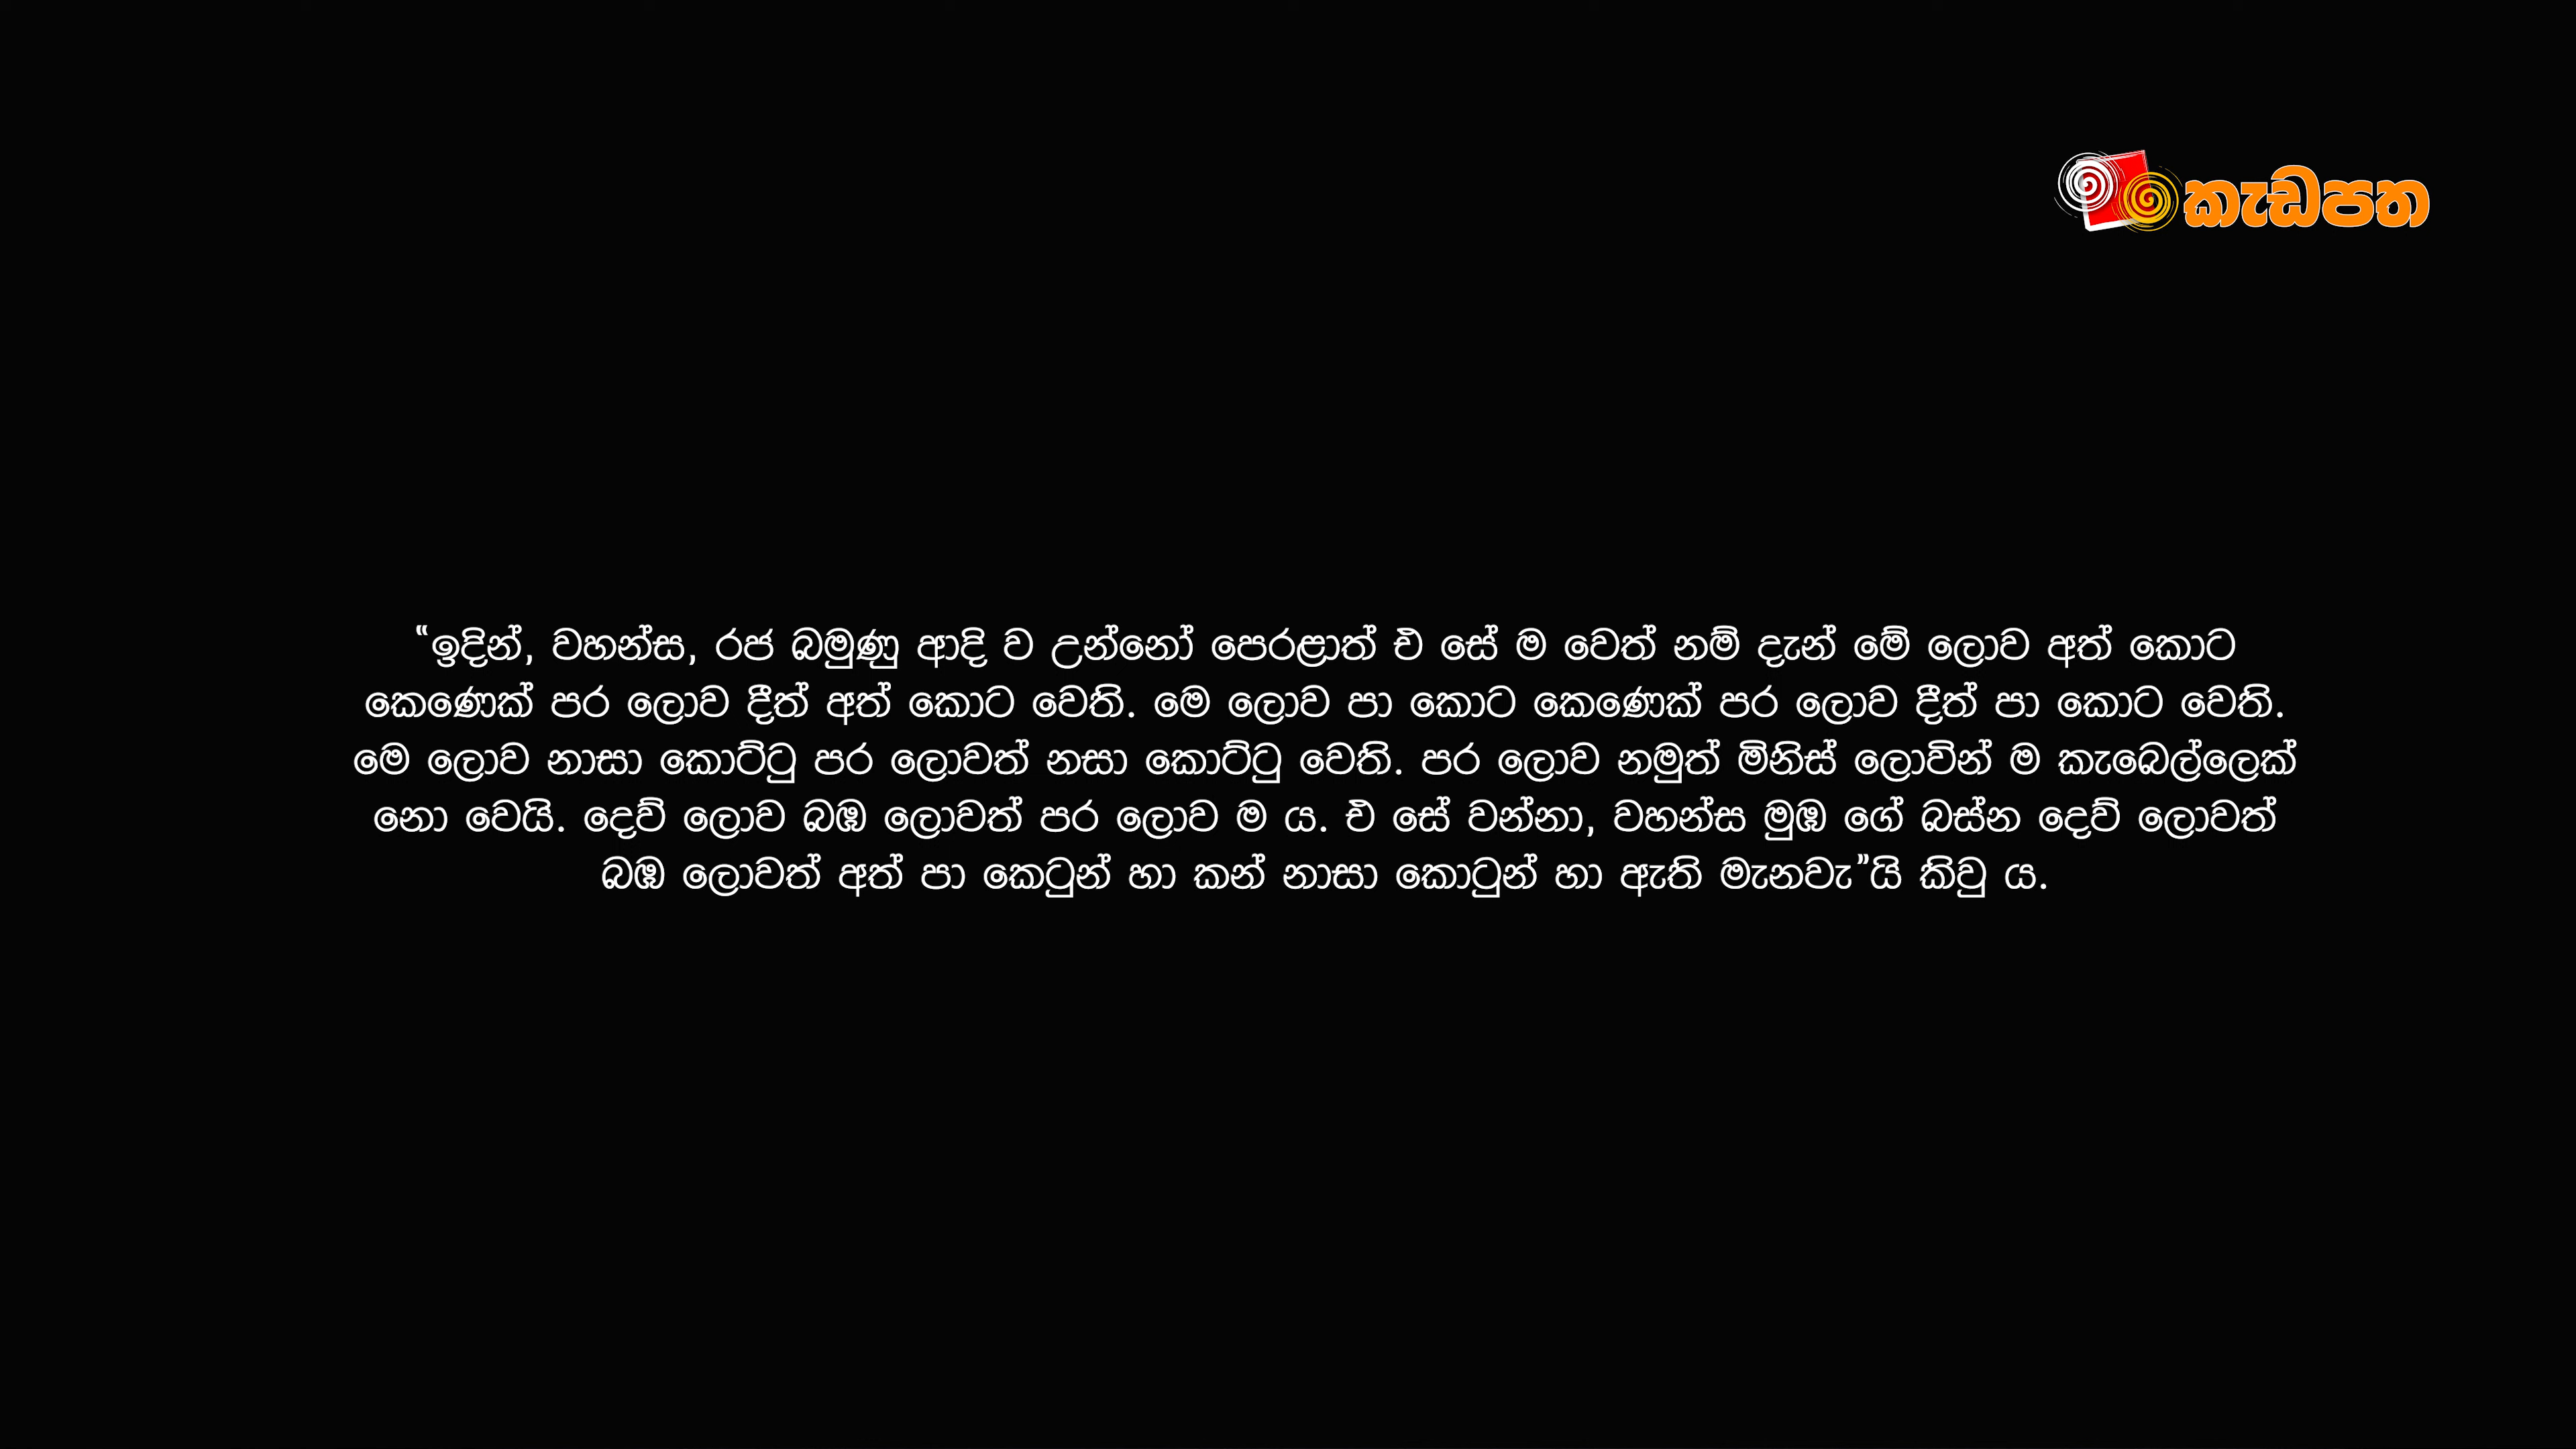 කැඩපත
“ඉදින්, වහන්ස, රජ බමුණු ආදි ව උන්නෝ පෙරළාත් එ සේ ම වෙත් නම් දැන් මේ ලොව අත් කොට
කෙණෙක් පර ලොව දීත් අත් කොට වෙති. මෙ ලොව පා කොට කෙණෙක් පර ලොව දීත් පා කොට වෙති.
මෙ ලොව නාසා කොට්ටු පර ලොවත් නසා කොට්ටු වෙති. පර ලොව නමුත් මිනිස් ලොවින් ම කැබෙල්ලෙක්
නො වෙයි. දෙව් ලොව බඹ ලොවත් පර ලොව ම ය. එ සේ වන්නා, වහන්ස මුඹ ගේ බස්න දෙව් ලොවත්
බඹ ලොවත් අත් පා කෙටුන් හා කන් නාසා කොටුන් හා ඇති මැනවැ”යි කිවු ය.